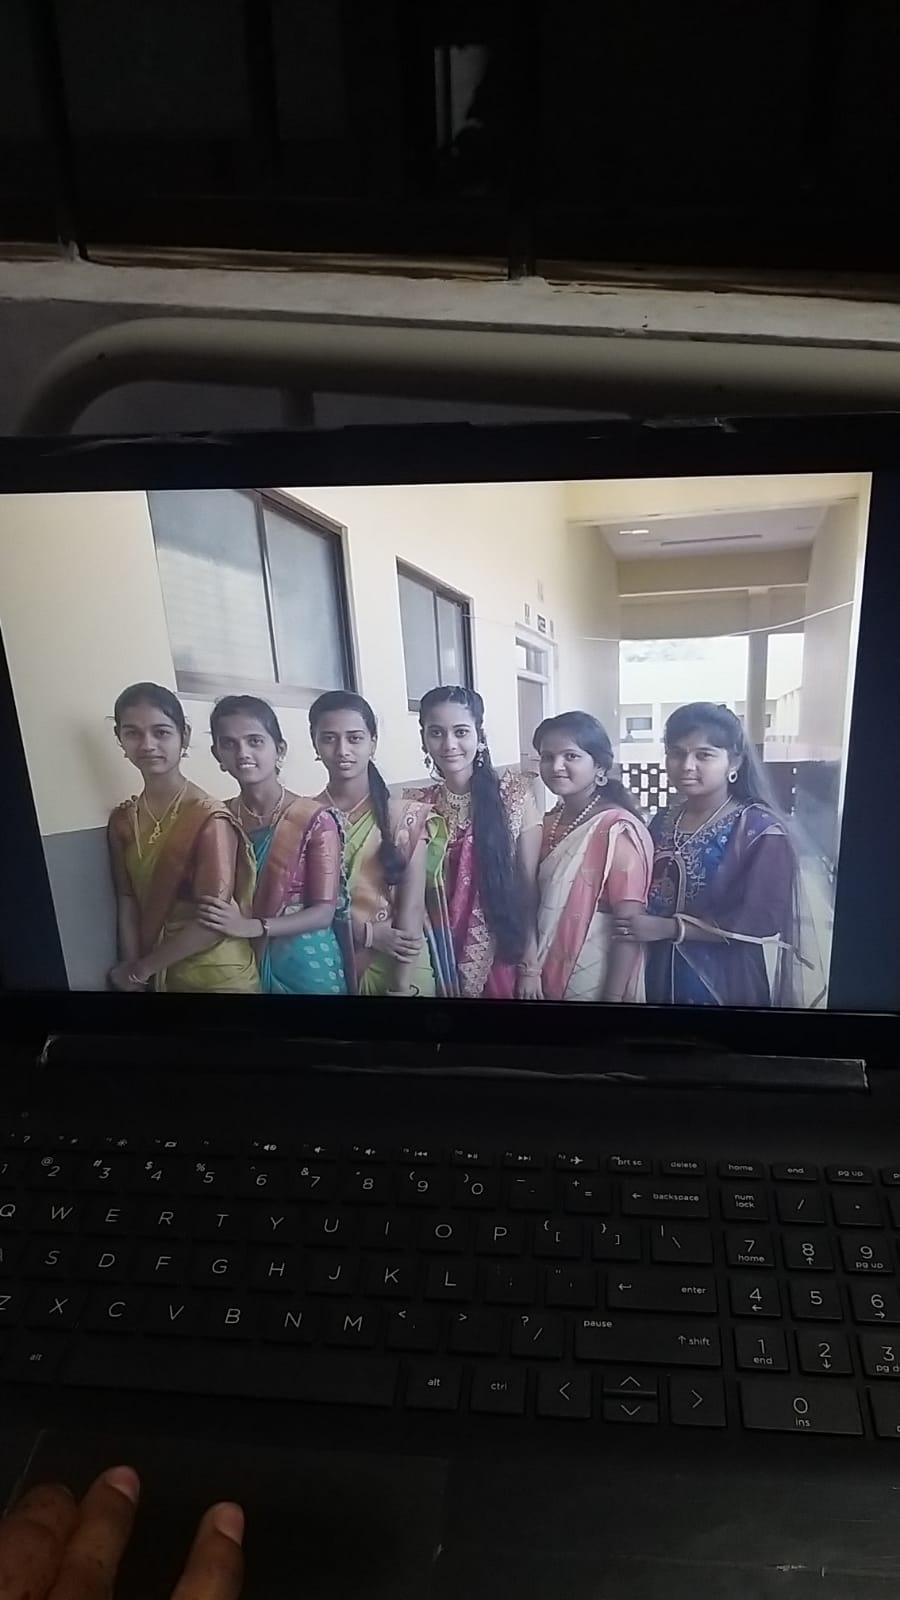 prt sc delete home end pg up
@ 2 # 3 $ 4 % 5 ^ 6 & 7 * 8 ( 9 ) 0 _ - + = ← backspace num lock / *
Q W E R T Y U I O P { [ } ] | \ 7 home 8 ↑ 9 pg up
A S D F G H J K L : ; " ' ← enter 4 ← 5 6 →
Z X C V B N M < , > . ? / pause ↑ shift 1 end 2 ↓ 3 pg d
alt alt ctrl 0 ins